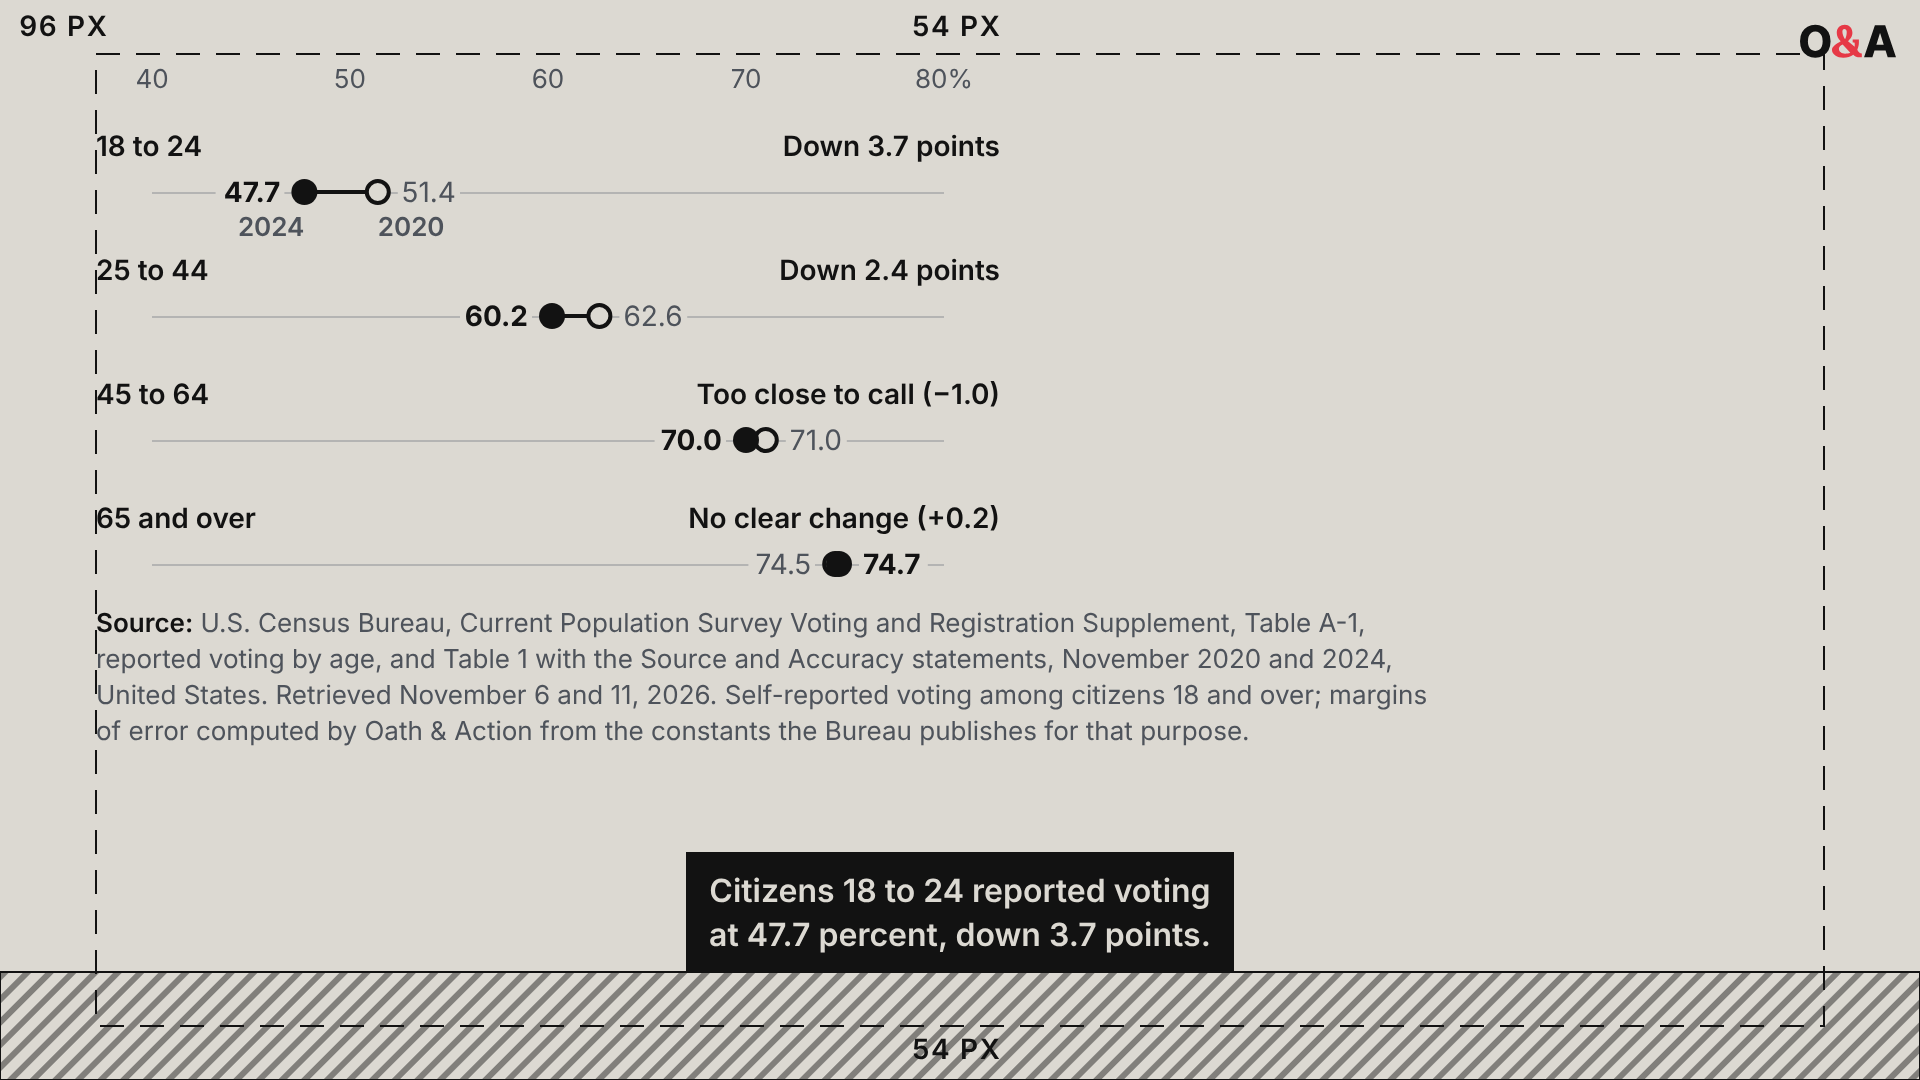 96 PX
54 PX
O&A
40 50 60 70 80%
18 to 24 Down 3.7 points
47.7 51.4
2024 2020
25 to 44 Down 2.4 points
60.2 62.6
45 to 64 Too close to call (−1.0)
70.0 71.0
65 and over No clear change (+0.2)
74.5 74.7
Source: U.S. Census Bureau, Current Population Survey Voting and Registration Supplement, Table A-1,
reported voting by age, and Table 1 with the Source and Accuracy statements, November 2020 and 2024,
United States. Retrieved November 6 and 11, 2026. Self-reported voting among citizens 18 and over; margins
of error computed by Oath & Action from the constants the Bureau publishes for that purpose.
Citizens 18 to 24 reported voting
at 47.7 percent, down 3.7 points.
54 PX